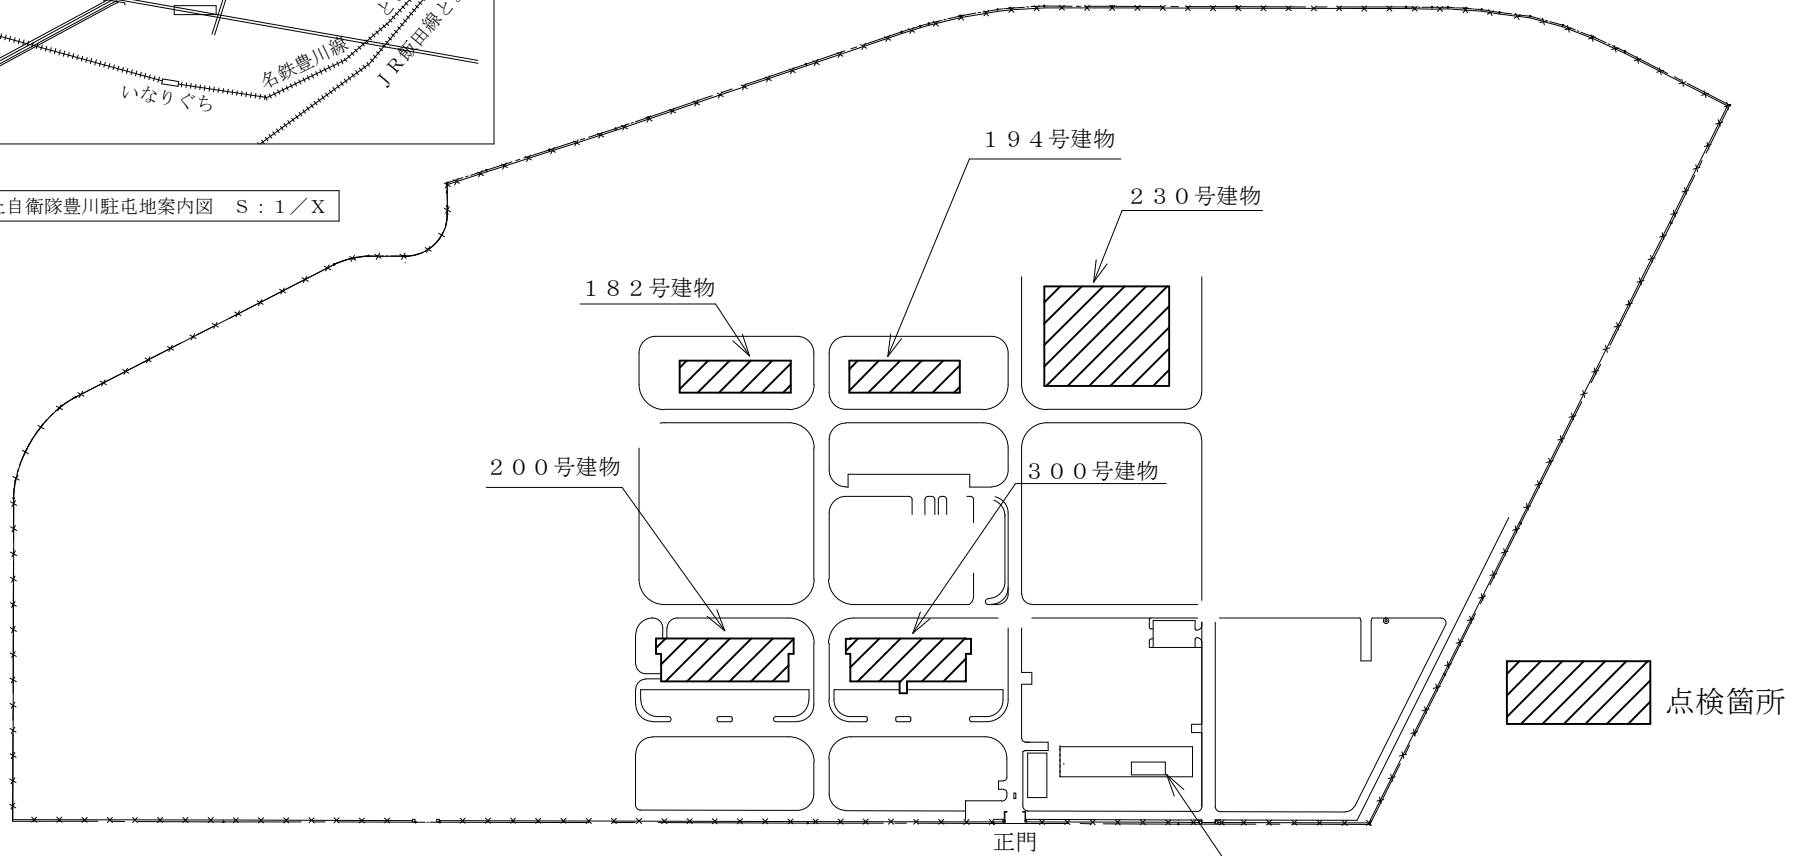 名鉄豊川線
ＪＲ飯田線
いなりぐち
自衛隊豊川駐屯地案内図　Ｓ：１／Ｘ
１９４号建物
２３０号建物
１８２号建物
２００号建物
３００号建物
点検箇所
正門